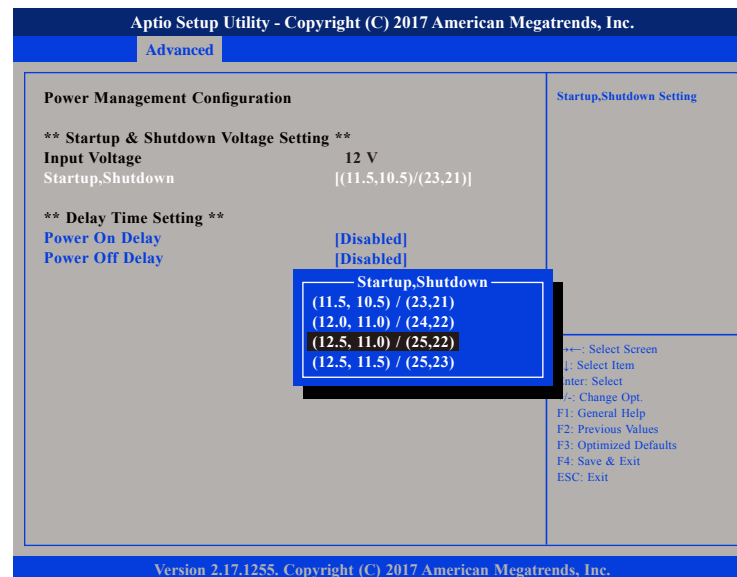 Aptio Setup Utility - Copyright (C) 2017 American Megatrends, Inc.
Advanced
Power Management Configuration
** Startup & Shutdown Voltage Setting **
Input Voltage 12 V
Startup,Shutdown [(11.5,10.5)/(23,21)]
** Delay Time Setting **
Power On Delay [Disabled]
Power Off Delay [Disabled]
Startup,Shutdown
(11.5, 10.5) / (23,21)
(12.0, 11.0) / (24,22)
(12.5, 11.0) / (25,22)
(12.5, 11.5) / (25,23)
Startup,Shutdown Setting
→←: Select Screen
↓: Select Item
nter: Select
/-: Change Opt.
F1: General Help
F2: Previous Values
F3: Optimized Defaults
F4: Save & Exit
ESC: Exit
Version 2.17.1255. Copyright (C) 2017 American Megatrends, Inc.